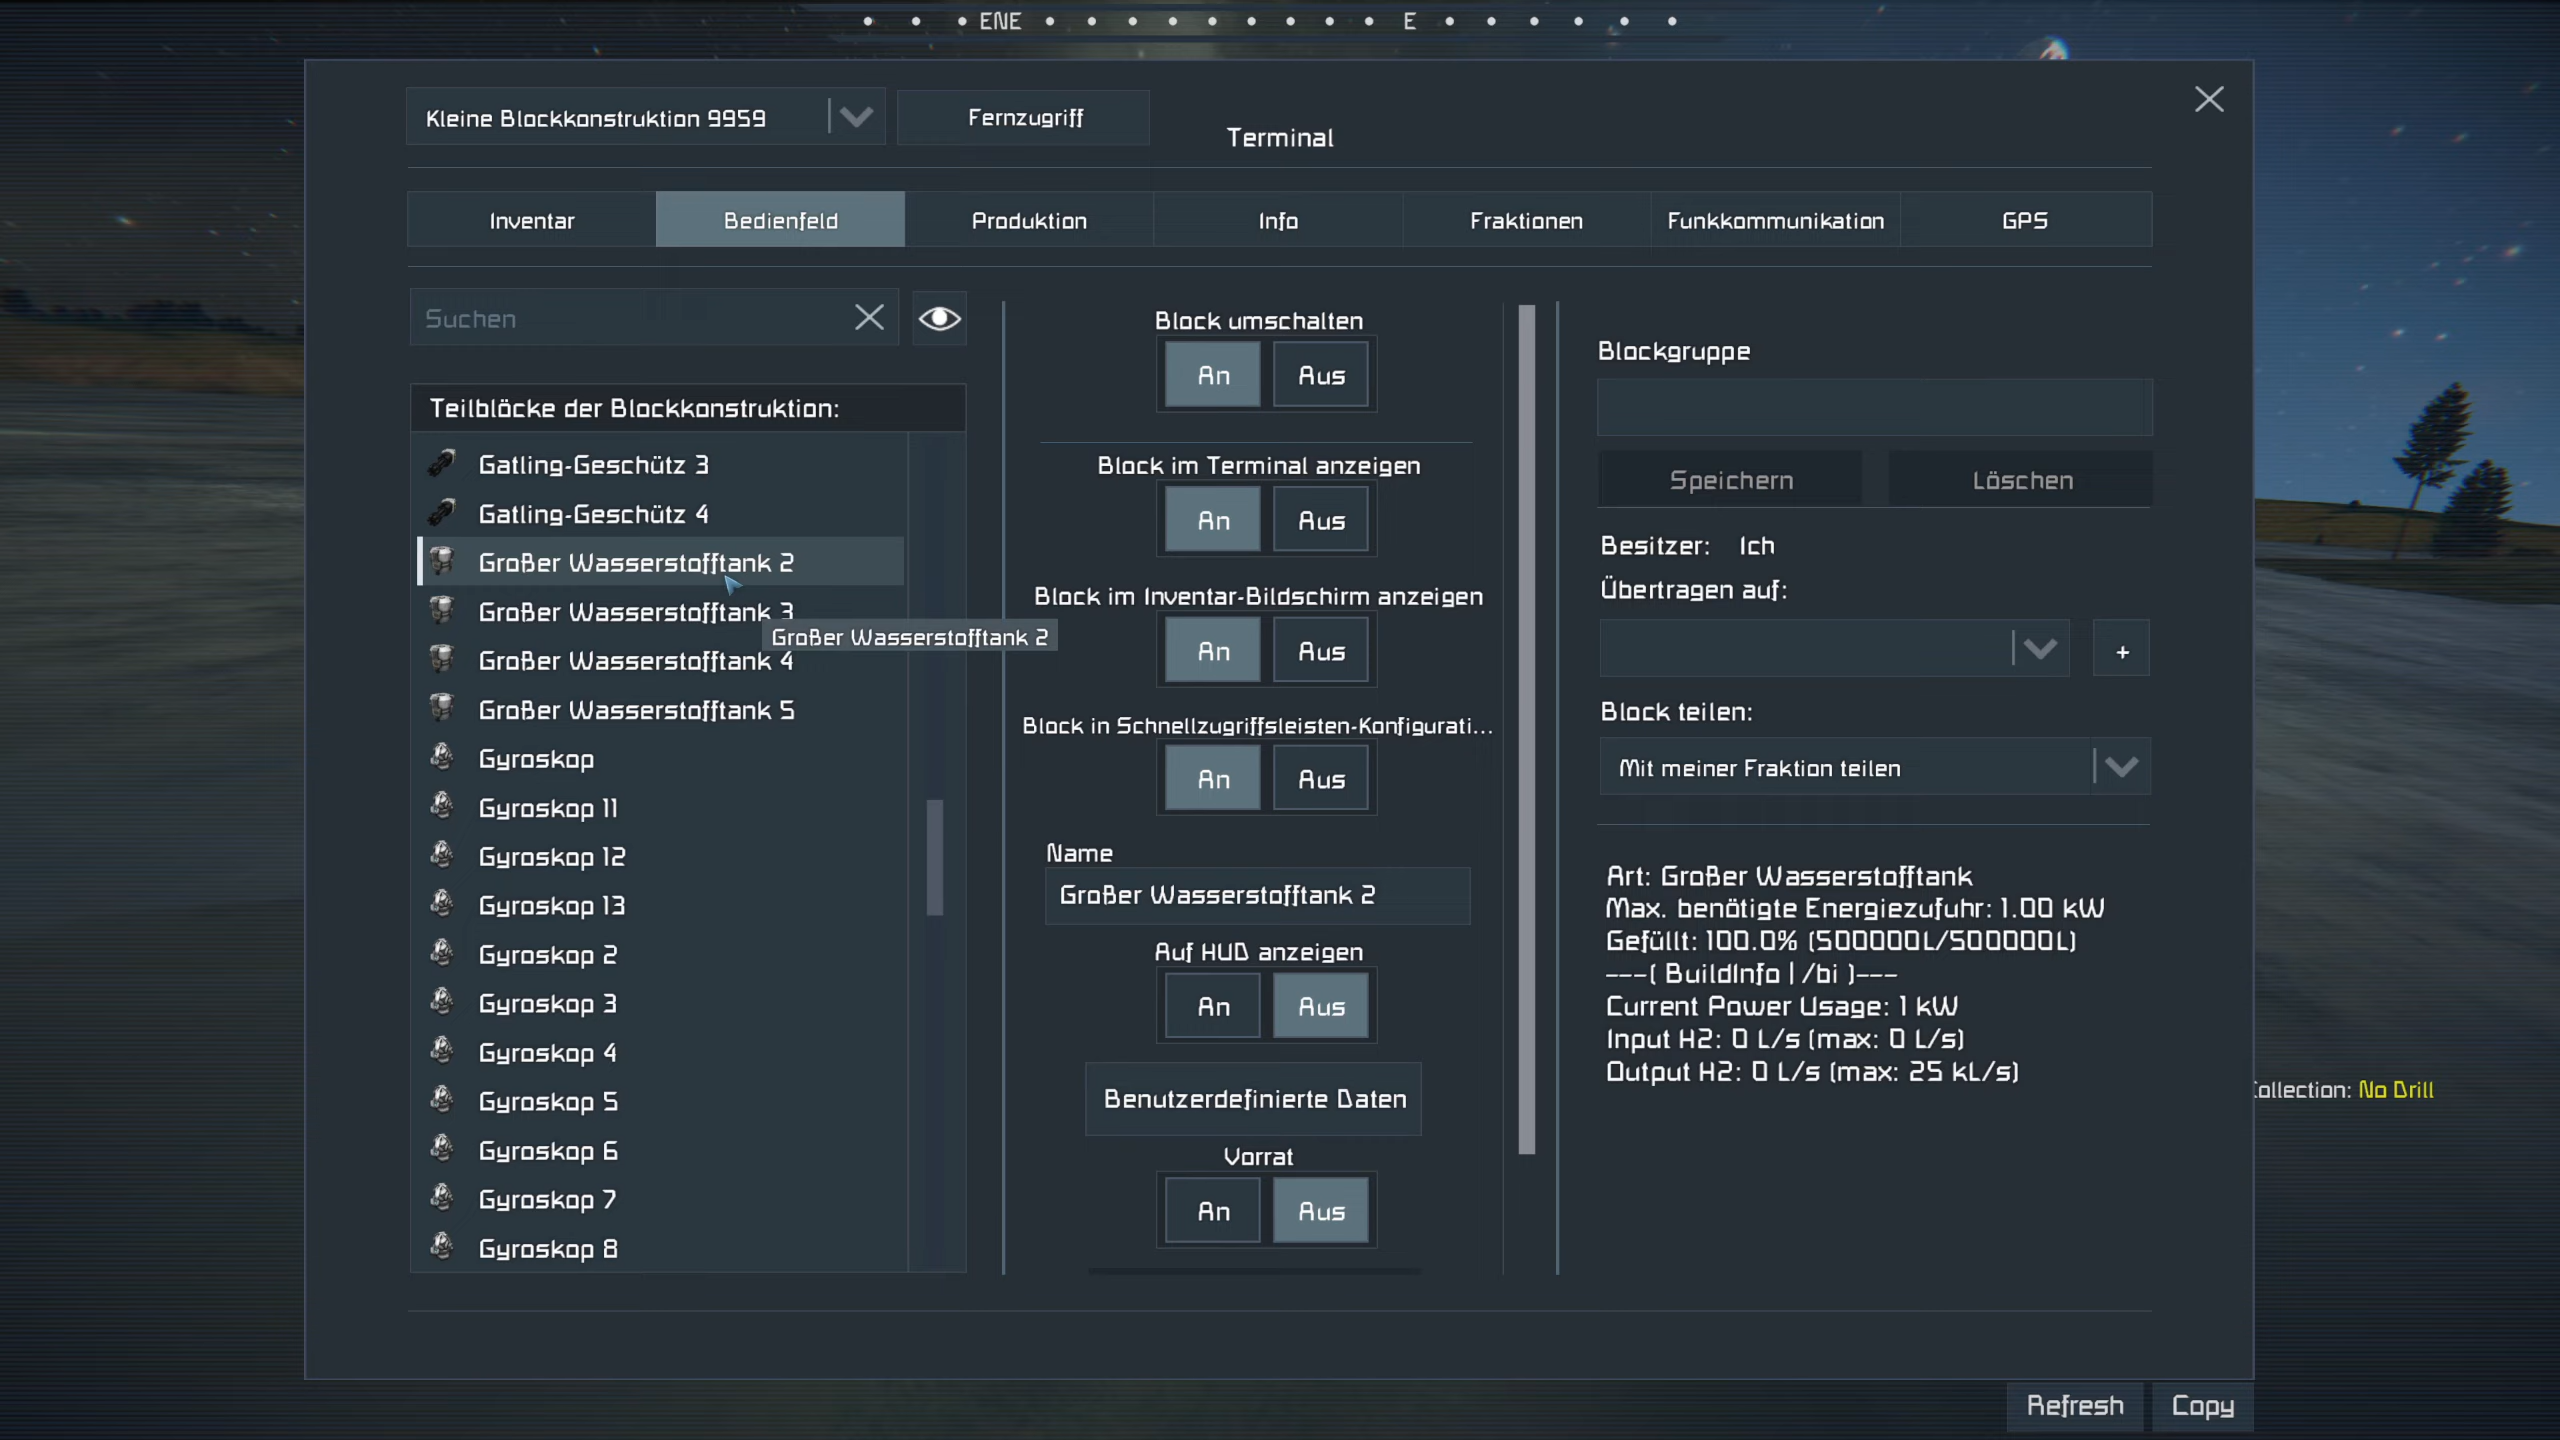 ENE E
Kleine Blockkonstruktion 9959
Fernzugriff
Terminal
Inventar
Bedienfeld
Produktion
Info
Fraktionen
Funkkommunikation
GPS
Suchen
Teilblöcke der Blockkonstruktion:
Gatling-Geschütz 3
Gatling-Geschütz 4
Großer Wasserstofftank 2
Großer Wasserstofftank 3
Großer Wasserstofftank 2
Großer Wasserstofftank 4
Großer Wasserstofftank 5
Gyroskop
Gyroskop 11
Gyroskop 12
Gyroskop 13
Gyroskop 2
Gyroskop 3
Gyroskop 4
Gyroskop 5
Gyroskop 6
Gyroskop 7
Gyroskop 8
Block umschalten
An Aus
Block im Terminal anzeigen
An Aus
Block im Inventar-Bildschirm anzeigen
An Aus
Block in Schnellzugriffsleisten-Konfigurati...
An Aus
Name
Großer Wasserstofftank 2
Auf HUD anzeigen
An Aus
Benutzerdefinierte Daten
Vorrat
An Aus
Blockgruppe
Speichern Löschen
Besitzer: Ich
Übertragen auf:
+
Block teilen:
Mit meiner Fraktion teilen
Art: Großer Wasserstofftank
Max. benötigte Energiezufuhr: 1.00 kW
Gefüllt: 100.0% (500000L/500000L)
---( BuildInfo | /bi )---
Current Power Usage: 1 kW
Input H2: 0 L/s (max: 0 L/s)
Output H2: 0 L/s (max: 25 kL/s)
ollection: No Drill
Refresh Copy